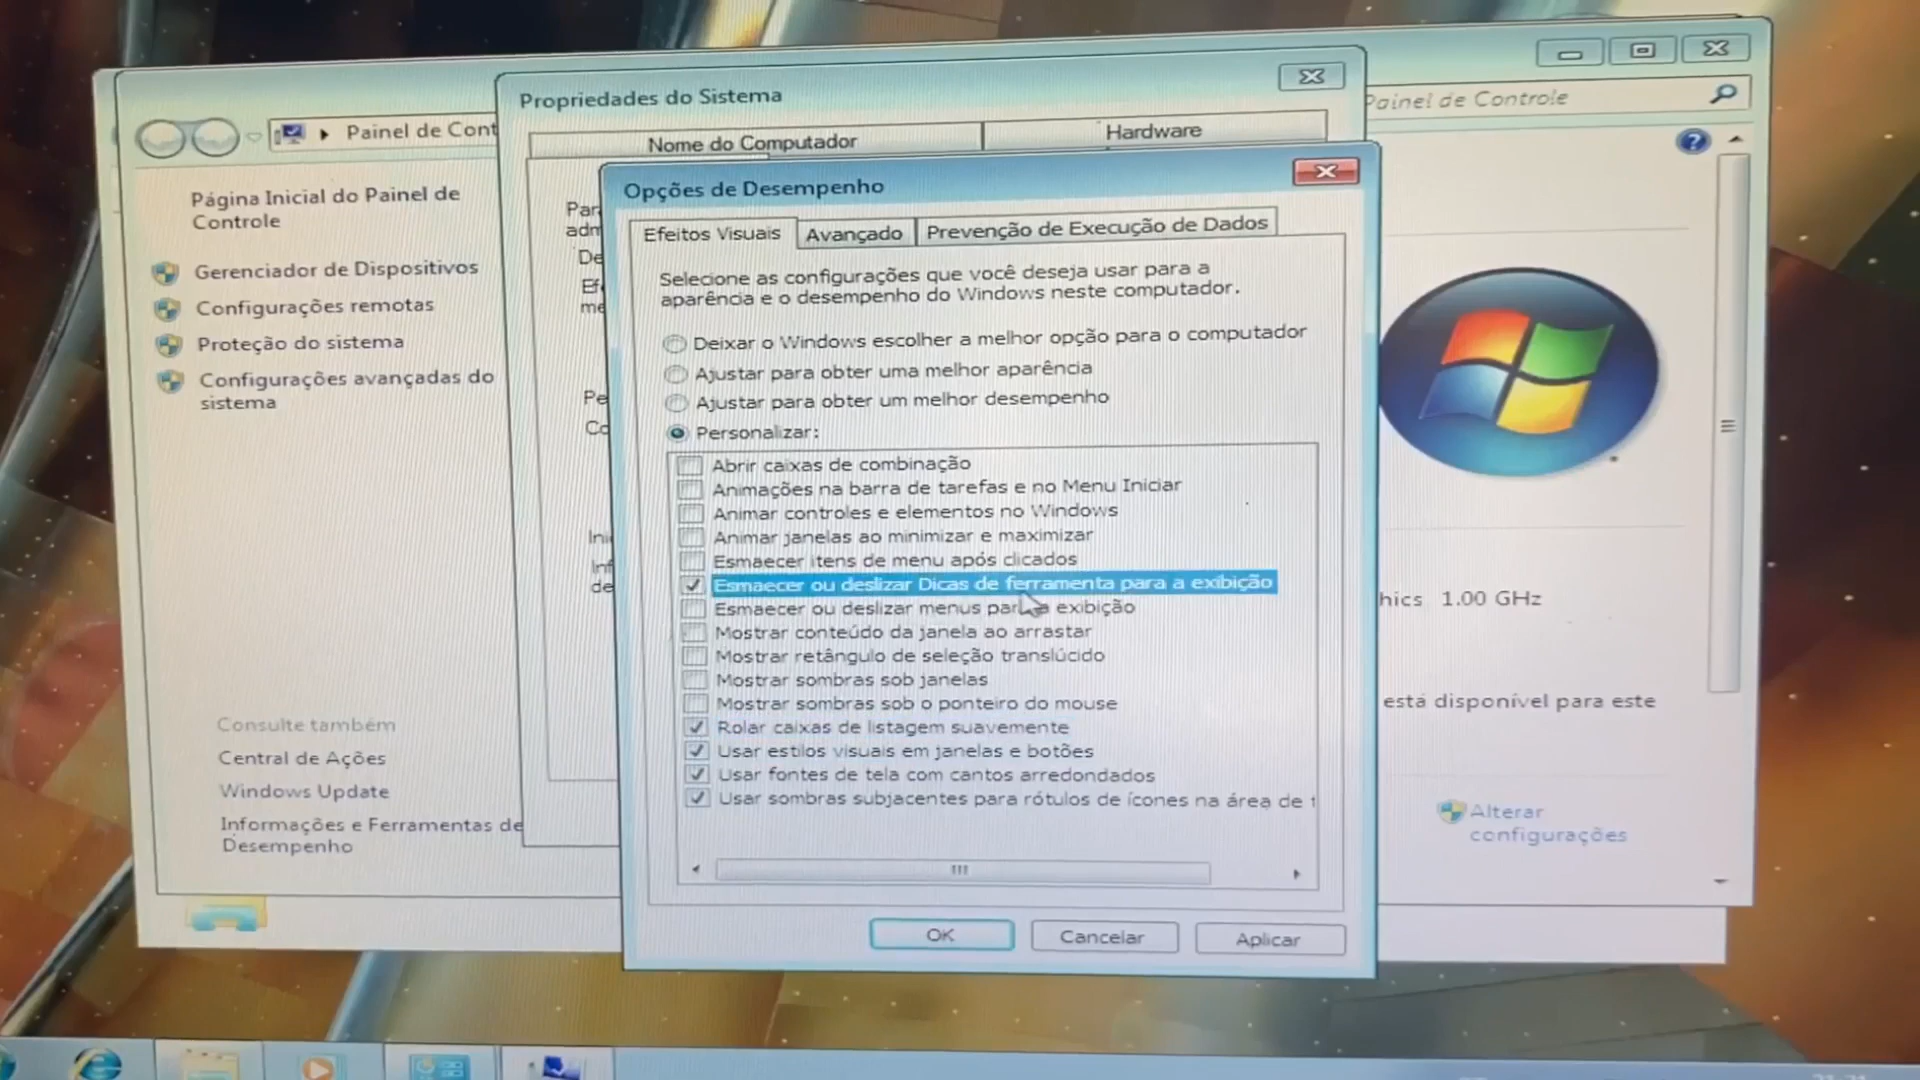 Propriedades do Sistema
Painel de Controle
Painel de Cont
Nome do Computador
Hardware
Página Inicial do Painel de
Controle
Gerenciador de Dispositivos
Configurações remotas
Proteção do sistema
Configurações avançadas do
sistema
Consulte também
Central de Ações
Windows Update
Informações e Ferramentas de
Desempenho
Par
adm
De
Ef
me
Pe
Co
Ini
Inf
de
Opções de Desempenho
Efeitos Visuais
Avançado
Prevenção de Execução de Dados
Selecione as configurações que você deseja usar para a
aparência e o desempenho do Windows neste computador.
Deixar o Windows escolher a melhor opção para o computador
Ajustar para obter uma melhor aparência
Ajustar para obter um melhor desempenho
Personalizar:
Abrir caixas de combinação
Animações na barra de tarefas e no Menu Iniciar
Animar controles e elementos no Windows
Animar janelas ao minimizar e maximizar
Esmaecer itens de menu após clicados
Esmaecer ou deslizar Dicas de ferramenta para a exibição
Esmaecer ou deslizar menus para a exibição
Mostrar conteúdo da janela ao arrastar
Mostrar retângulo de seleção translúcido
Mostrar sombras sob janelas
Mostrar sombras sob o ponteiro do mouse
Rolar caixas de listagem suavemente
Usar estilos visuais em janelas e botões
Usar fontes de tela com cantos arredondados
Usar sombras subjacentes para rótulos de ícones na área de t
OK
Cancelar
Aplicar
hics 1.00 GHz
está disponível para este
Alterar
configurações